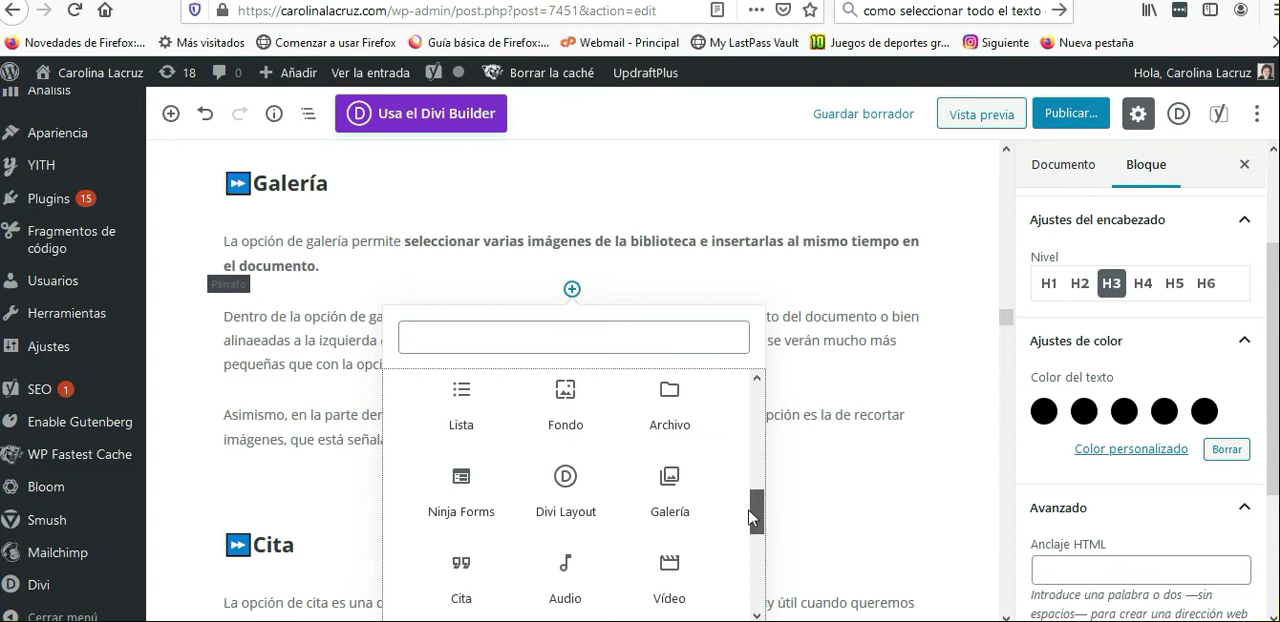 https://carolinalacruz.com/wp-admin/post.php?post=7451&action=edit
como seleccionar todo el texto
Novedades de Firefox:...
Más visitados
Comenzar a usar Firefox
Guía básica de Firefox:...
Webmail - Principal
My LastPass Vault
Juegos de deportes gr...
Siguiente
Nueva pestaña
Carolina Lacruz
18
0
Añadir
Ver la entrada
Borrar la caché
UpdraftPlus
Hola, Carolina Lacruz
Análisis
Apariencia
YITH
Plugins 15
Fragmentos de
código
Usuarios
Herramientas
Ajustes
SEO 1
Enable Gutenberg
WP Fastest Cache
Bloom
Smush
Mailchimp
Divi
Cerrar menú
Usa el Divi Builder
Guardar borrador
Vista previa
Publicar...
Galería
La opción de galería permite seleccionar varias imágenes de la biblioteca e insertarlas al mismo tiempo en
el documento.
Párrafo
Dentro de la opción de ga
to del documento o bien
alinaeadas a la izquierda
se verán mucho más
pequeñas que con la opci
Asimismo, en la parte der
pción es la de recortar
imágenes, que está señala
Lista
Fondo
Archivo
Ninja Forms
Divi Layout
Galería
Cita
Audio
Vídeo
Cita
La opción de cita es una c
y útil cuando queremos
Documento
Bloque
Ajustes del encabezado
Nivel
H1 H2 H3 H4 H5 H6
Ajustes de color
Color del texto
Color personalizado
Borrar
Avanzado
Anclaje HTML
Introduce una palabra o dos —sin
espacios— para crear una dirección web